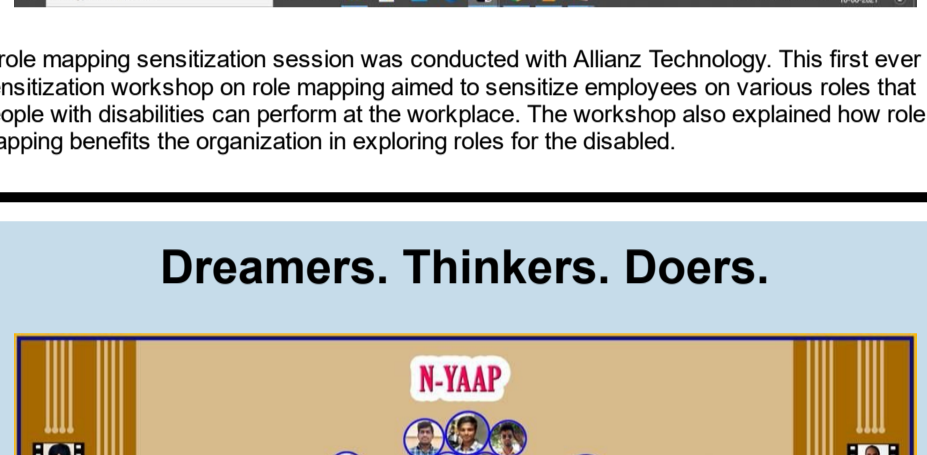 role mapping sensitization session was conducted with Allianz Technology. This first ever
nsitization workshop on role mapping aimed to sensitize employees on various roles that
ople with disabilities can perform at the workplace. The workshop also explained how role
apping benefits the organization in exploring roles for the disabled.
Dreamers. Thinkers. Doers.
N-YAAP